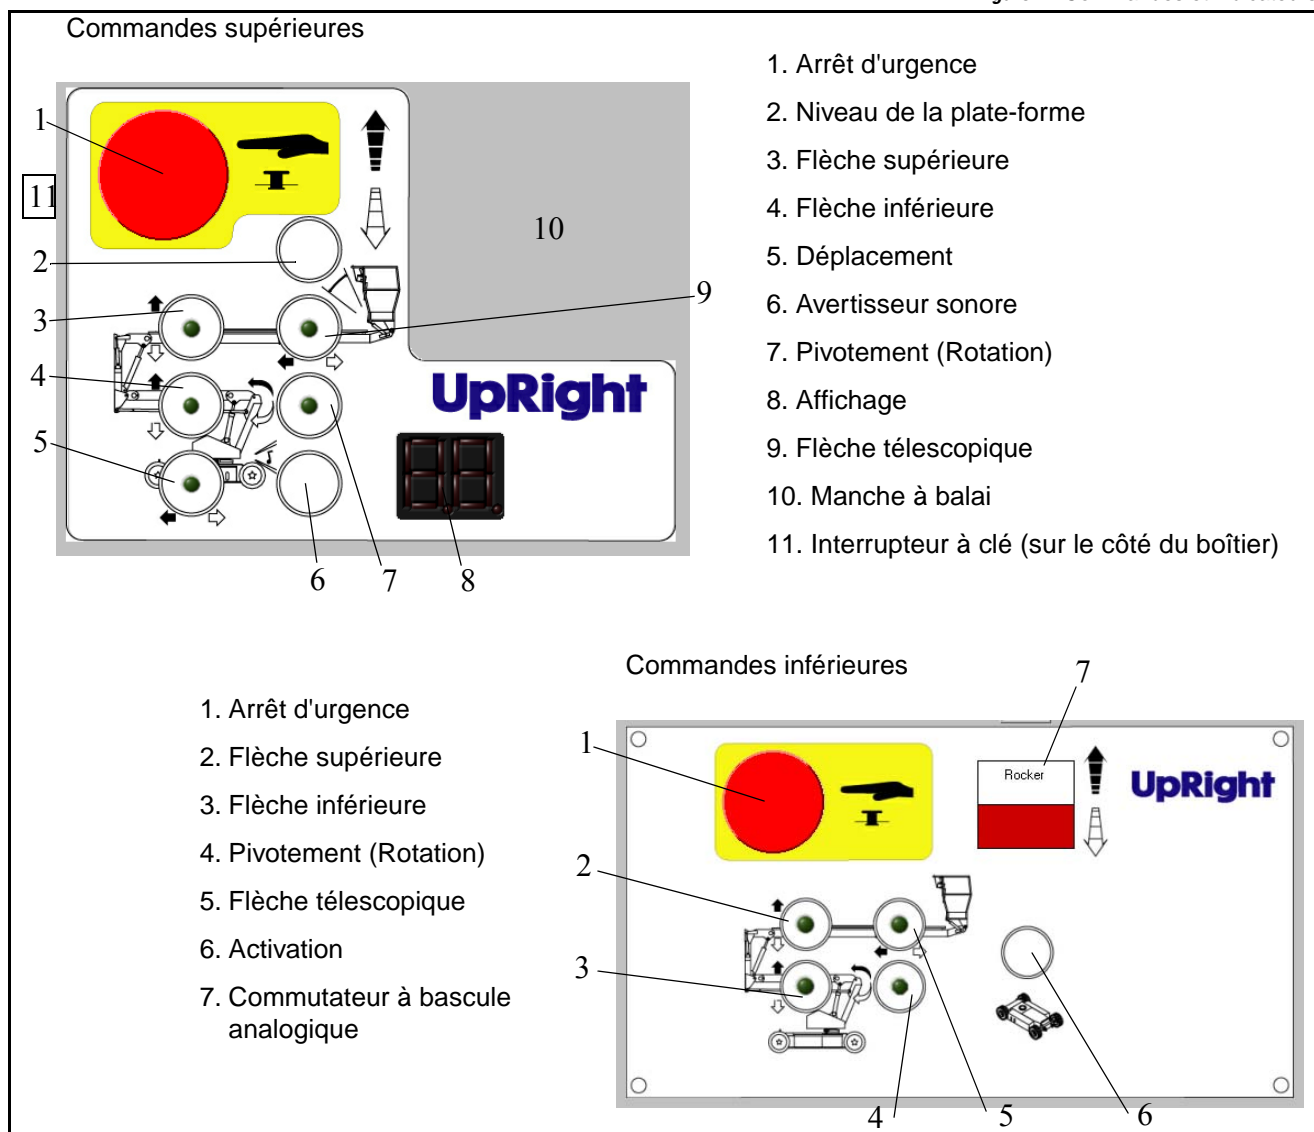 Commandes supérieures
1. Arrêt d'urgence
2. Niveau de la plate-forme
3. Flèche supérieure
4. Flèche inférieure
5. Déplacement
6. Avertisseur sonore
7. Pivotement (Rotation)
8. Affichage
9. Flèche télescopique
10. Manche à balai
11. Interrupteur à clé (sur le côté du boîtier)
1
11
10
2
9
3
4
UpRight
5
6
7
8
Commandes inférieures
1. Arrêt d'urgence
2. Flèche supérieure
3. Flèche inférieure
4. Pivotement (Rotation)
5. Flèche télescopique
6. Activation
7. Commutateur à bascule
analogique
7
1
Rocker
UpRight
2
3
4
5
6